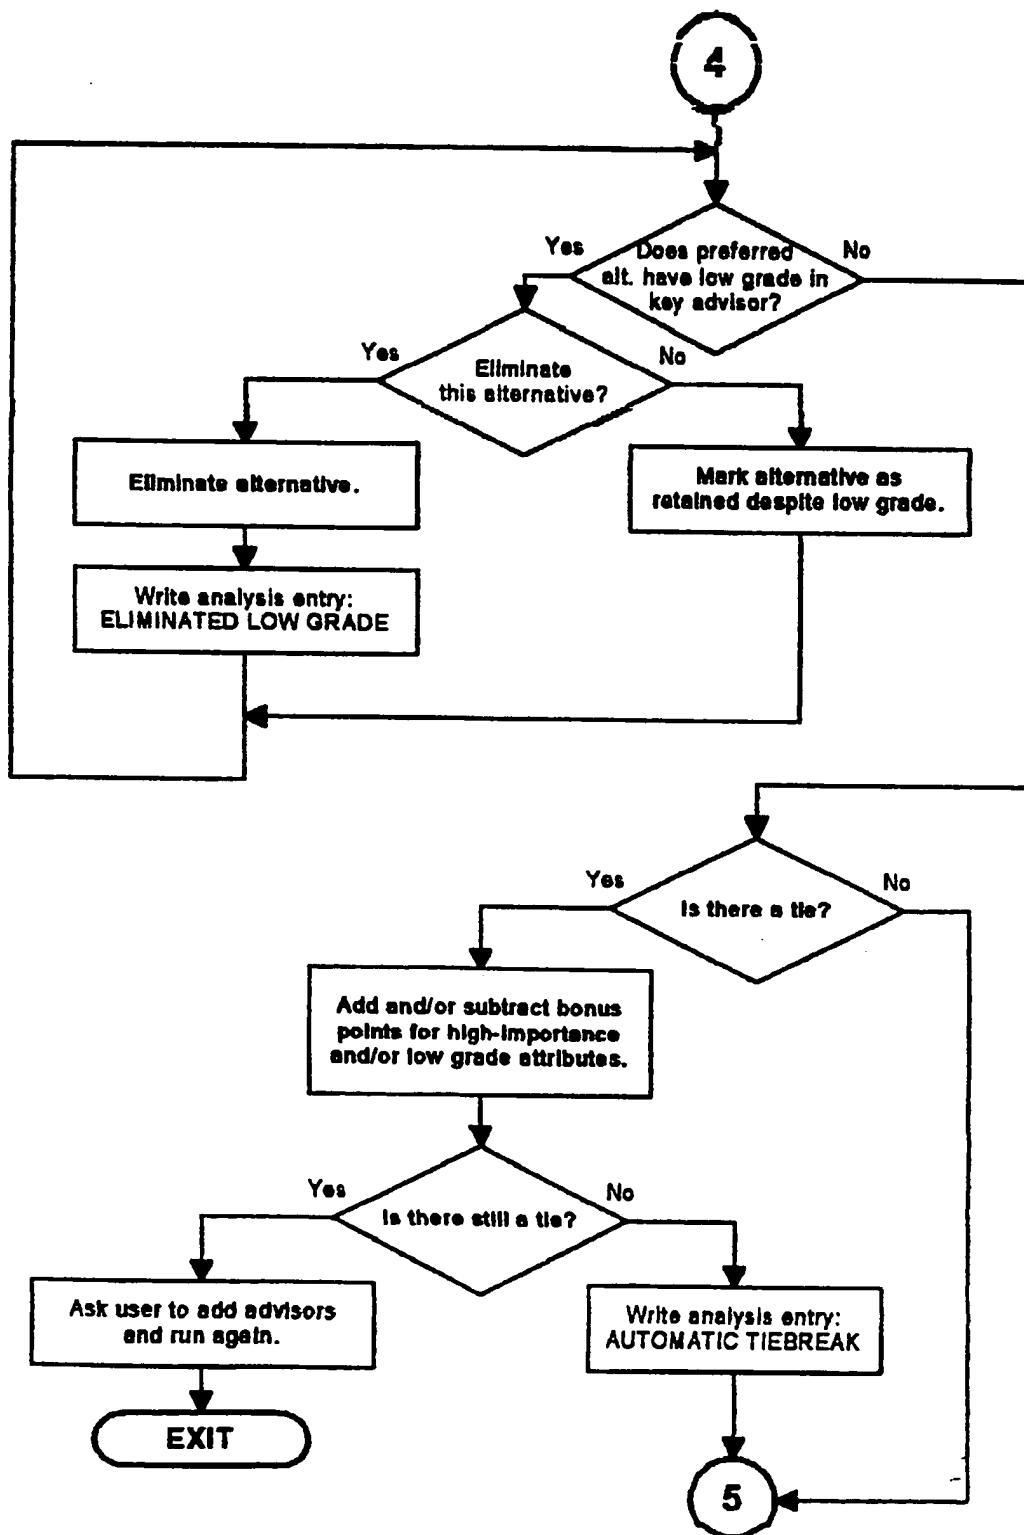 4
Yes
Does preferred
alt. have low grade in
key advisor?
No
Yes
Eliminate
this alternative?
No
Eliminate alternative.
Mark alternative as
retained despite low grade.
Write analysis entry:
ELIMINATED LOW GRADE
Yes
Is there a tie?
No
Add and/or subtract bonus
points for high-importance
and/or low grade attributes.
Yes
Is there still a tie?
No
Ask user to add advisors
and run again.
Write analysis entry:
AUTOMATIC TIEBREAK
EXIT
5